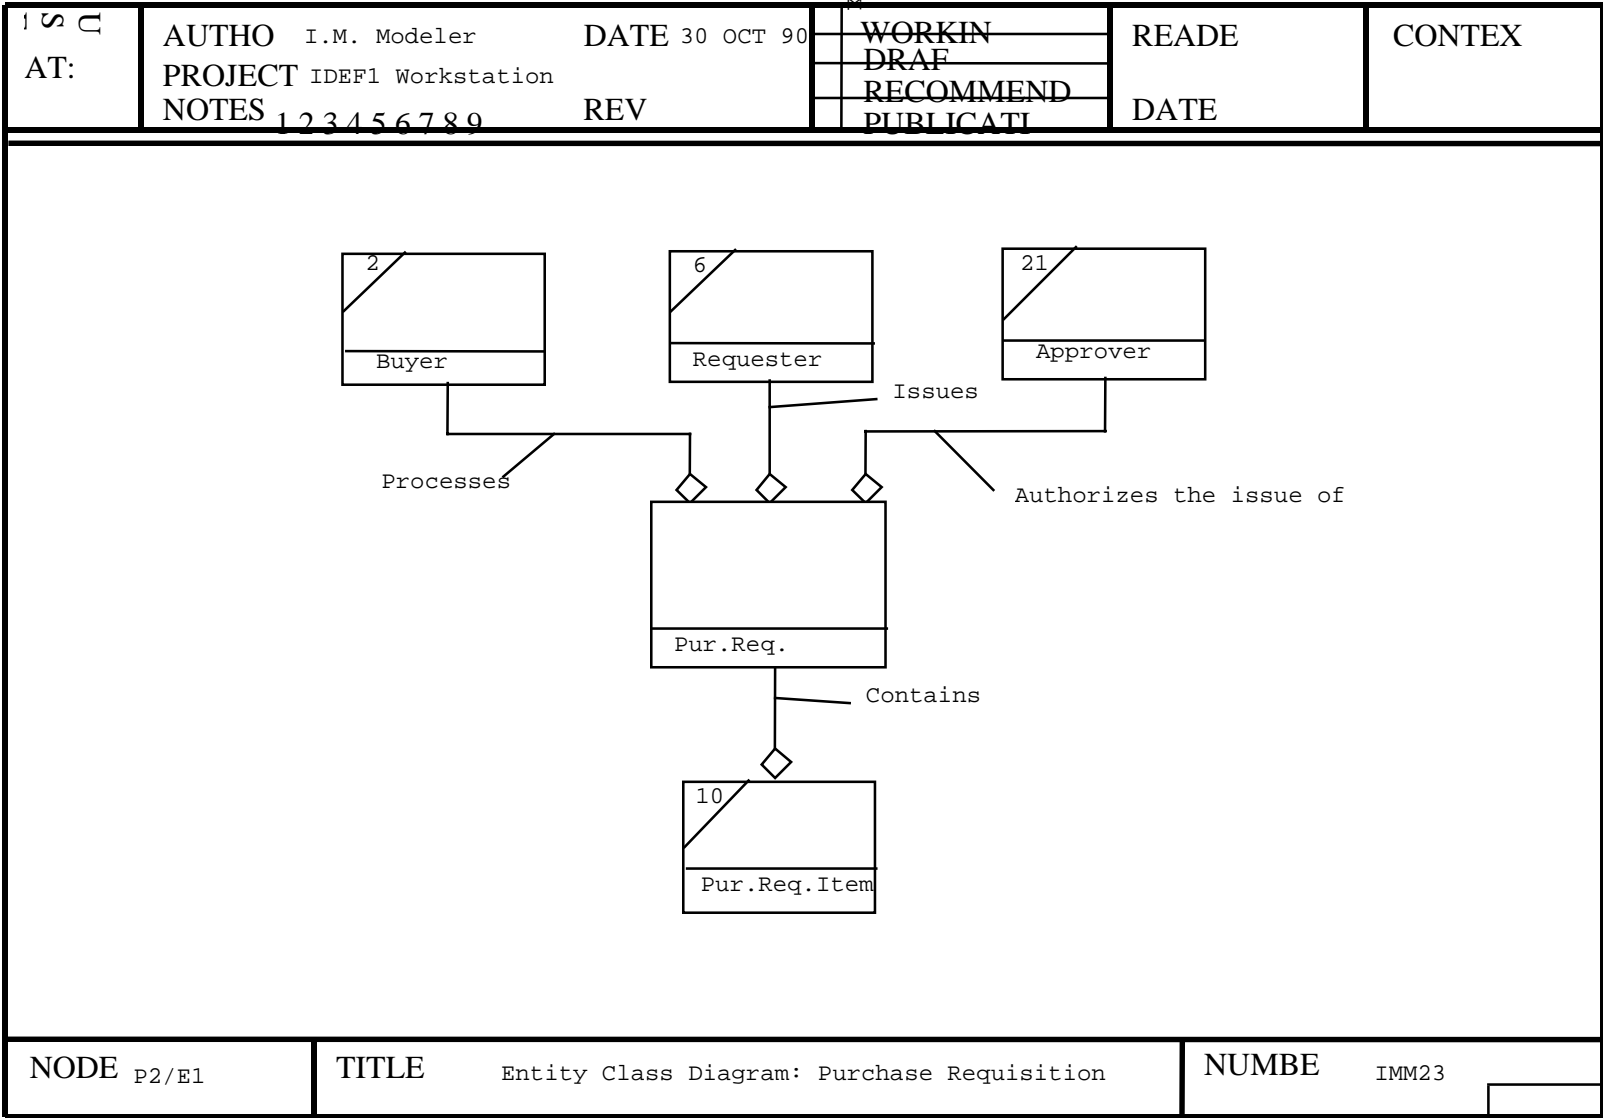 U
S
AT:
AUTHO I.M. Modeler DATE 30 OCT 90
PROJECT IDEF1 Workstation
NOTES 1 2 3 4 5 6 7 8 9 REV
WORKIN
DRAF
RECOMMEND
PUBLICATI
READE
DATE
CONTEX
2
Buyer
6
Requester
21
Approver
Issues
Processes
Authorizes the issue of
Pur.Req.
Contains
10
Pur.Req.Item
NODE P2/E1
TITLE Entity Class Diagram: Purchase Requisition
NUMBE IMM23